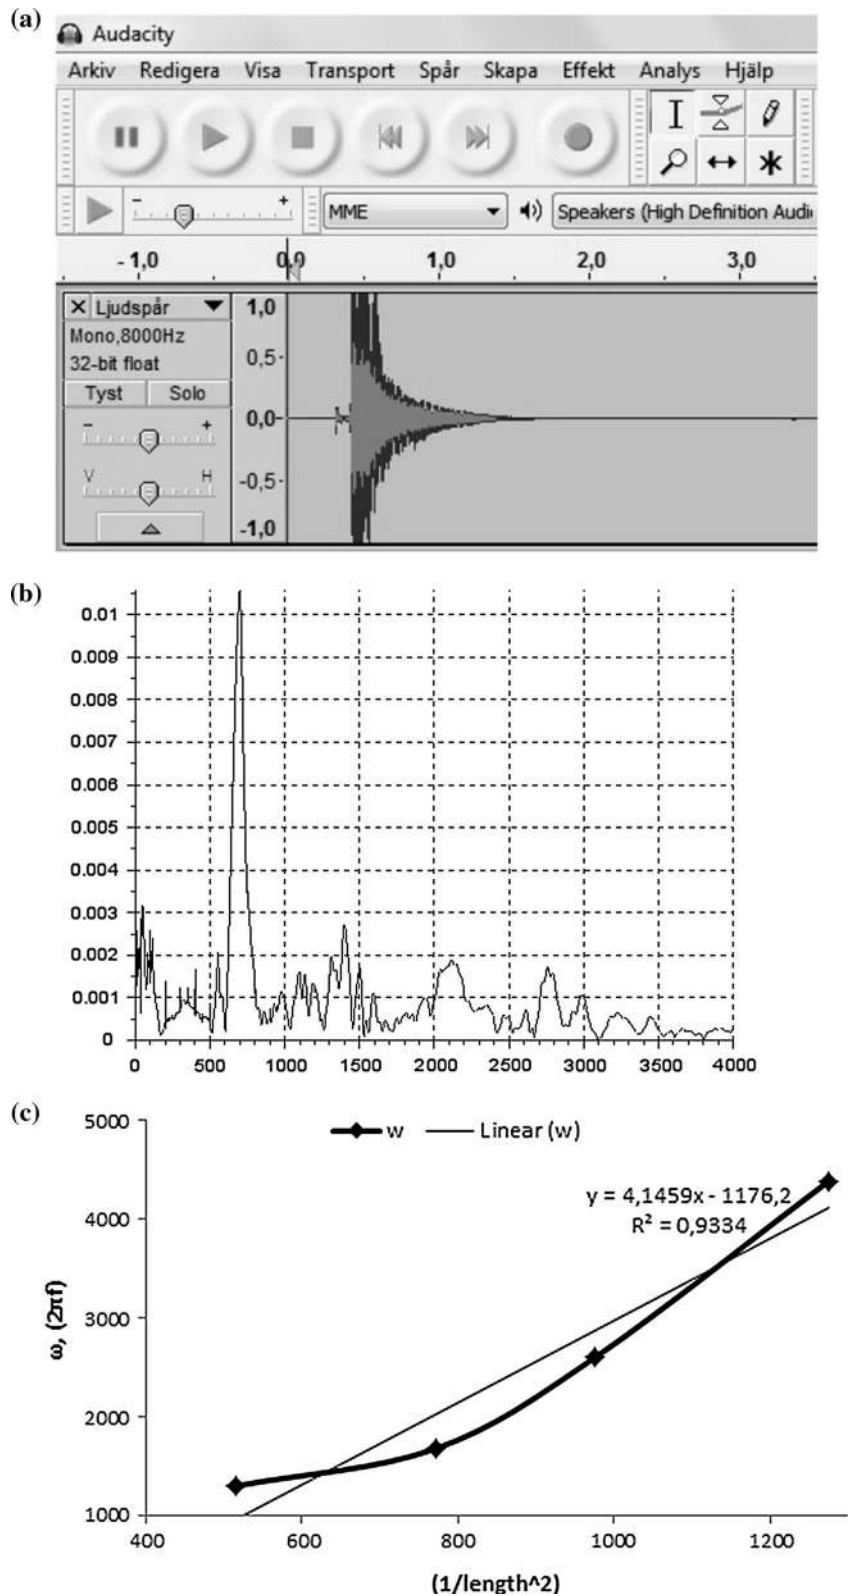 (a)
Audacity
Arkiv Redigera Visa Transport Spår Skapa Effekt Analys Hjälp
- +
MME
Speakers (High Definition Audi
- 1,0 0,0 1,0 2,0 3,0
X Ljudspår
Mono,8000Hz
32-bit float
Tyst Solo
- +
V H
1,0
0,5-
0,0-
-0,5-
-1,0
(b)
0.01
0.009
0.008
0.007
0.006
0.005
0.004
0.003
0.002
0.001
0
0 500 1000 1500 2000 2500 3000 3500 4000
(c)
5000
4000
3000
2000
1000
w Linear (w)
y = 4,1459x - 1176,2
R² = 0,9334
ω, (2πf)
400 600 800 1000 1200
(1/length^2)